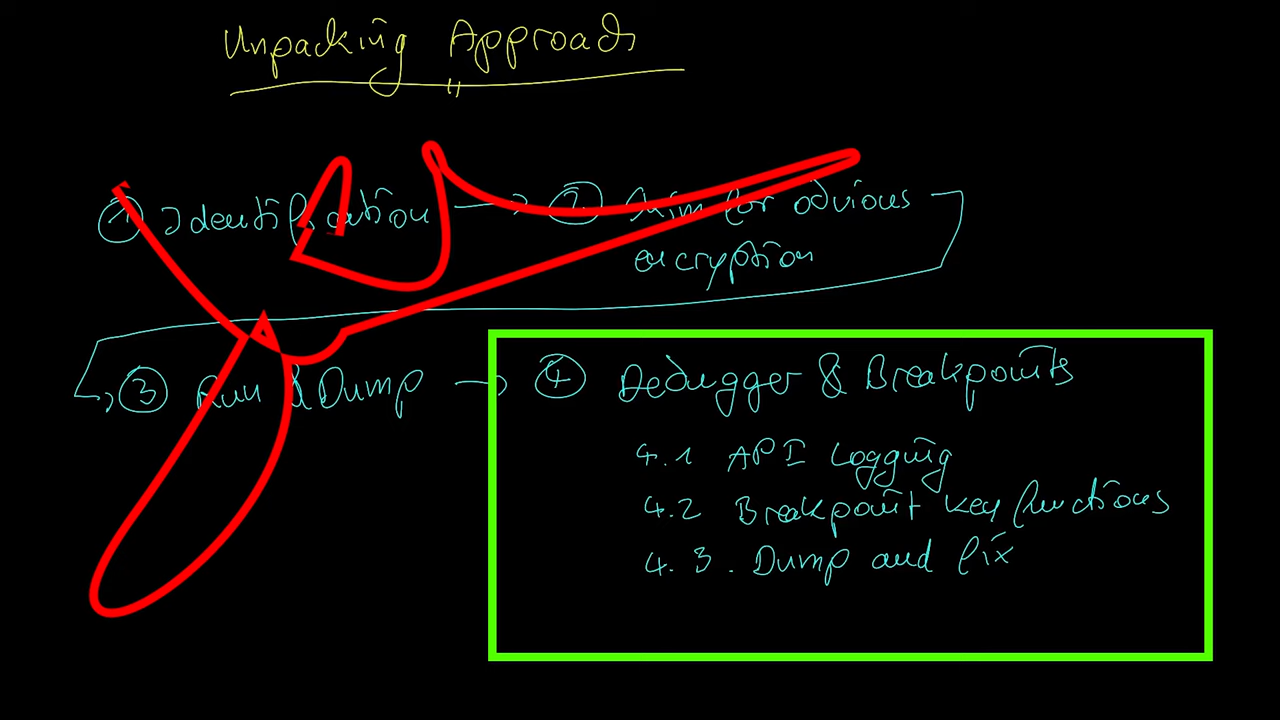 Unpacking Approach
1 Identification → 2 Aim for obvious
encryption
3 Run & Dump → 4 Debugger & Breakpoints
4.1 API Logging
4.2 Breakpoint key functions
4.3. Dump and fix